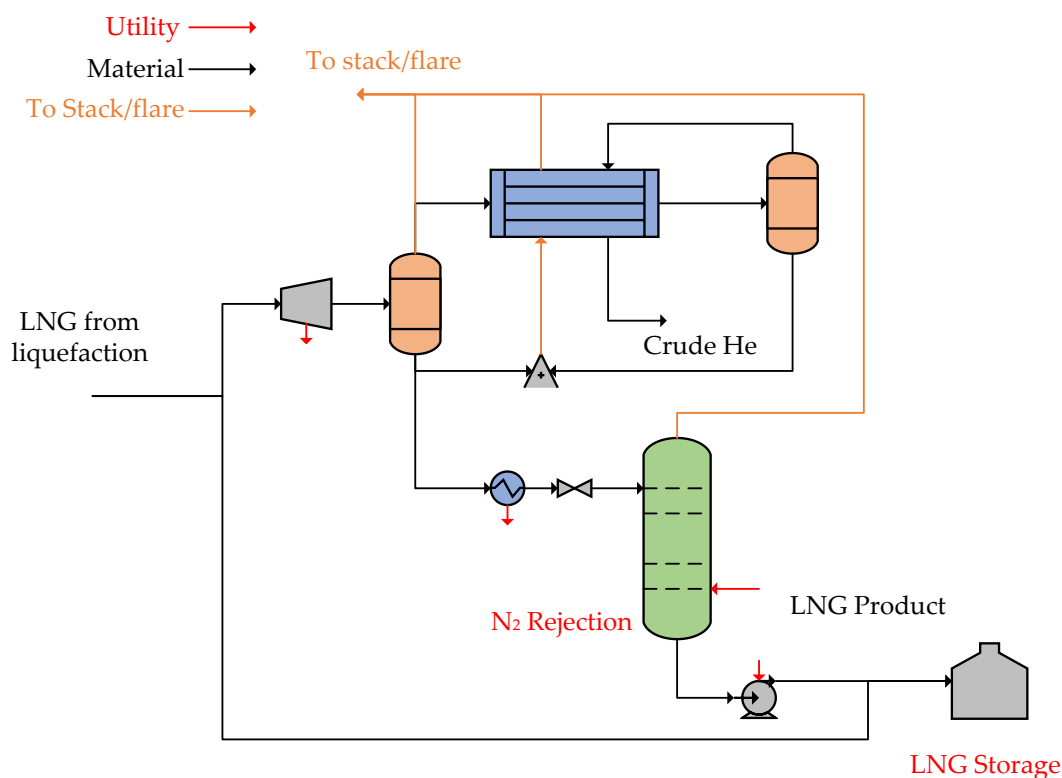 Utility
Material
To Stack/flare
To stack/flare
LNG from
liquefaction
Crude He
+
N₂ Rejection
LNG Product
LNG Storage